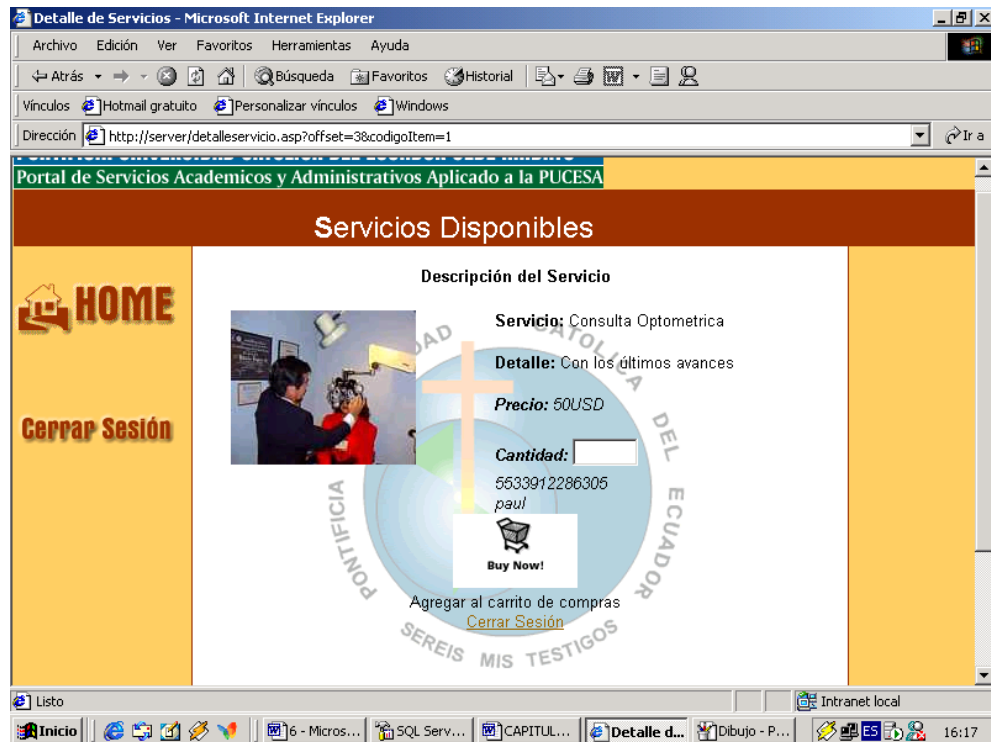 Detalle de Servicios - Microsoft Internet Explorer
Archivo Edición Ver Favoritos Herramientas Ayuda
Atrás Búsqueda Favoritos Historial
Vínculos Hotmail gratuito Personalizar vínculos Windows
Dirección http://server/detalleservicio.asp?offset=3&codigoItem=1 Ir a
Portal de Servicios Academicos y Administrativos Aplicado a la PUCESA
Servicios Disponibles
HOME
Cerrar Sesión
Descripción del Servicio
Servicio: Consulta Optometrica
Detalle: Con los últimos avances
Precio: 50USD
Cantidad:
5533912286305
paul
Buy Now!
Agregar al carrito de compras
Cerrar Sesión
PONTIFICIA CATOLICA DEL ECUADOR
SEREIS MIS TESTIGOS
Listo Intranet local
Inicio 6 - Micros... SQL Serv... CAPITUL... Detalle d... Dibujo - P... ES 16:17